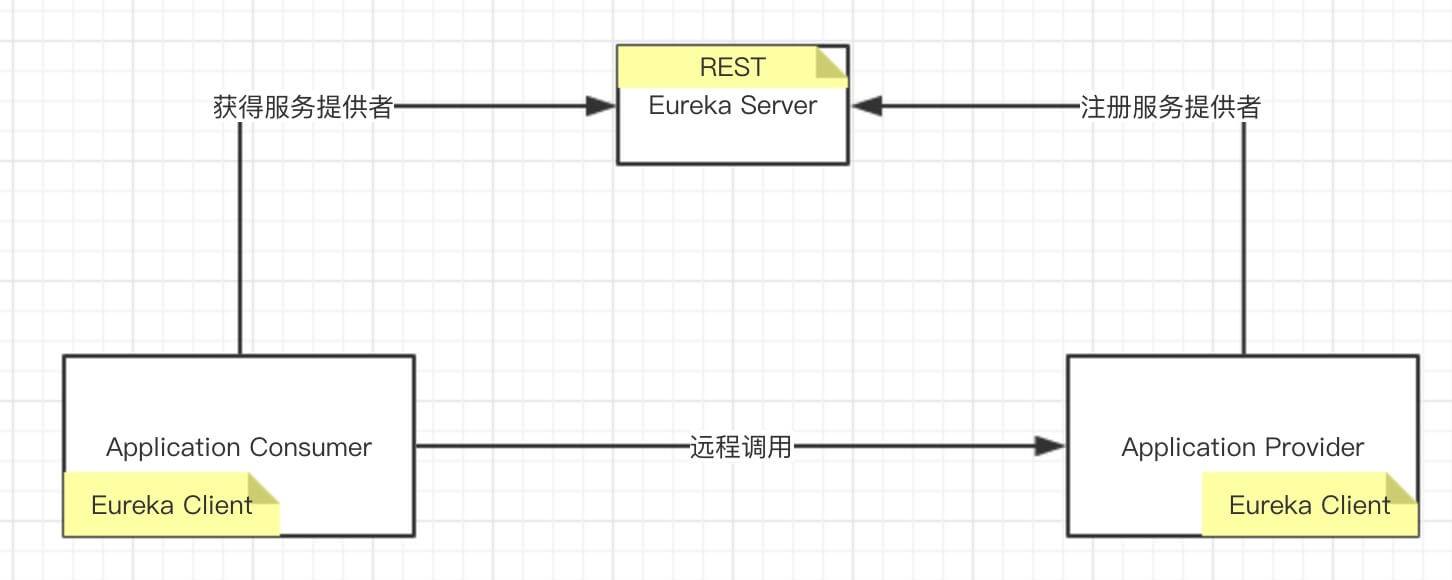 REST
获得服务提供者
Eureka Server
注册服务提供者
Application Consumer
远程调用
Application Provider
Eureka Client
Eureka Client